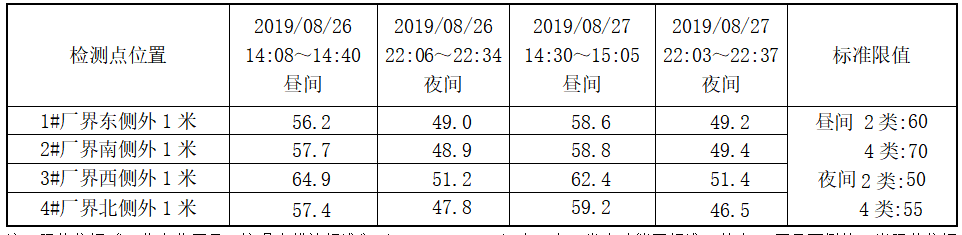 检测点位置 2019/08/26 14:08～14:40 昼间 2019/08/26 22:06～22:34 夜间 2019/08/27 14:30～15:05 昼间 2019/08/27 22:03～22:37 夜间 标准限值
1#厂界东侧外1米 56.2 49.0 58.6 49.2 昼间 2类:60
2#厂界南侧外1米 57.7 48.9 58.8 49.4 4类:70
3#厂界西侧外1米 64.9 51.2 62.4 51.4 夜间2类:50
4#厂界北侧外1米 57.4 47.8 59.2 46.5 4类:55